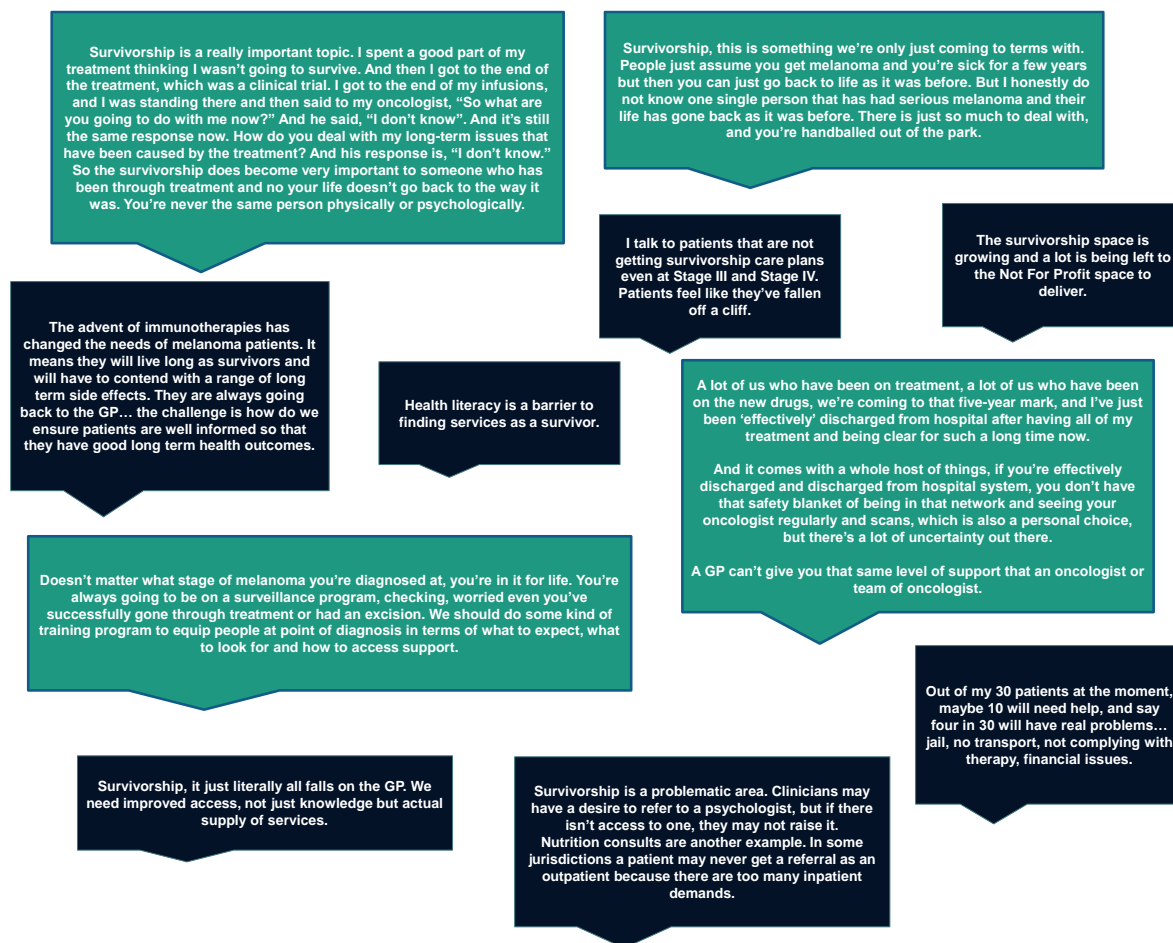 Survivorship is a really important topic. I spent a good part of my
treatment thinking I wasn't going to survive. And then I got to the end of
the treatment, which was a clinical trial. I got to the end of my infusions,
and I was standing there and then said to my oncologist, “So what are
you going to do with me now?” And he said, “I don't know”. And it's still
the same response now. How do you deal with my long-term issues that
have been caused by the treatment? And his response is, “I don't know.”
So the survivorship does become very important to someone who has
been through treatment and no your life doesn't go back to the way it
was. You're never the same person physically or psychologically.
Survivorship, this is something we're only just coming to terms with.
People just assume you get melanoma and you're sick for a few years
but then you can just go back to life as it was before. But I honestly do
not know one single person that has had serious melanoma and their
life has gone back as it was before. There is just so much to deal with,
and you're handballed out of the park.
I talk to patients that are not
getting survivorship care plans
even at Stage III and Stage IV.
Patients feel like they've fallen
off a cliff.
The survivorship space is
growing and a lot is being left to
the Not For Profit space to
deliver.
The advent of immunotherapies has
changed the needs of melanoma patients. It
means they will live long as survivors and
will have to contend with a range of long
term side effects. They are always going
back to the GP… the challenge is how do we
ensure patients are well informed so that
they have good long term health outcomes.
Health literacy is a barrier to
finding services as a survivor.
A lot of us who have been on treatment, a lot of us who have been
on the new drugs, we're coming to that five-year mark, and I've just
been ‘effectively’ discharged from hospital after having all of my
treatment and being clear for such a long time now.
And it comes with a whole host of things, if you're effectively
discharged and discharged from hospital system, you don't have
that safety blanket of being in that network and seeing your
oncologist regularly and scans, which is also a personal choice,
but there's a lot of uncertainty out there.
A GP can't give you that same level of support that an oncologist or
team of oncologist.
Doesn't matter what stage of melanoma you're diagnosed at, you're in it for life. You're
always going to be on a surveillance program, checking, worried even you've
successfully gone through treatment or had an excision. We should do some kind of
training program to equip people at point of diagnosis in terms of what to expect, what
to look for and how to access support.
Out of my 30 patients at the moment,
maybe 10 will need help, and say
four in 30 will have real problems…
jail, no transport, not complying with
therapy, financial issues.
Survivorship, it just literally all falls on the GP. We
need improved access, not just knowledge but actual
supply of services.
Survivorship is a problematic area. Clinicians may
have a desire to refer to a psychologist, but if there
isn't access to one, they may not raise it.
Nutrition consults are another example. In some
jurisdictions a patient may never get a referral as an
outpatient because there are too many inpatient
demands.